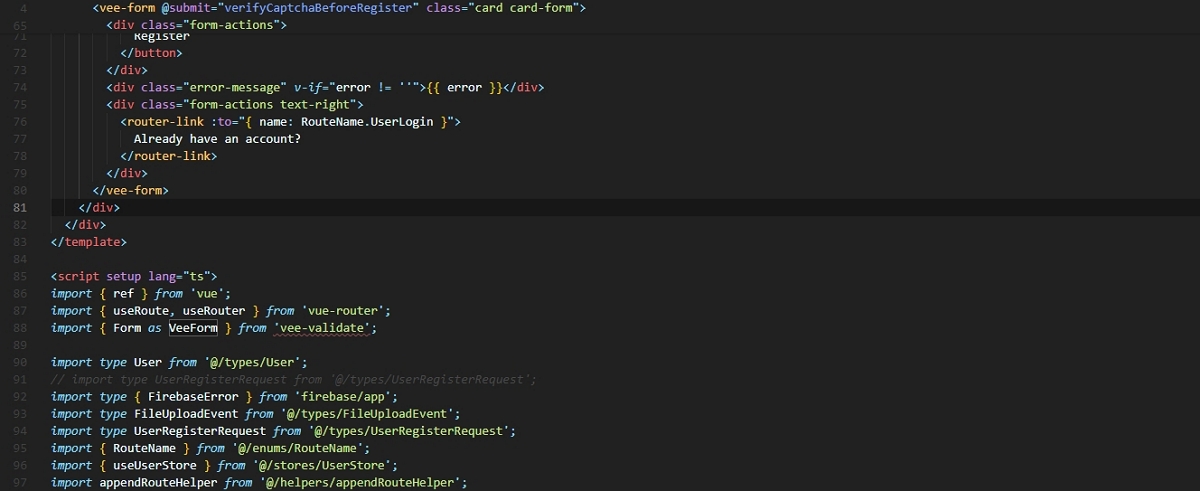 4 <vee-form @submit="verifyCaptchaBeforeRegister" class="card card-form">
65 <div class="form-actions">
71 Register
72 </button>
73 </div>
74 <div class="error-message" v-if="error != ''">{{ error }}</div>
75 <div class="form-actions text-right">
76 <router-link :to="{ name: RouteName.UserLogin }">
77 Already have an account?
78 </router-link>
79 </div>
80 </vee-form>
81 </div>
82 </div>
83 </template>
84
85 <script setup lang="ts">
86 import { ref } from 'vue';
87 import { useRoute, useRouter } from 'vue-router';
88 import { Form as VeeForm } from 'vee-validate';
89
90 import type User from '@/types/User';
91 // import type UserRegisterRequest from '@/types/UserRegisterRequest';
92 import type { FirebaseError } from 'firebase/app';
93 import type FileUploadEvent from '@/types/FileUploadEvent';
94 import type UserRegisterRequest from '@/types/UserRegisterRequest';
95 import { RouteName } from '@/enums/RouteName';
96 import { useUserStore } from '@/stores/UserStore';
97 import appendRouteHelper from '@/helpers/appendRouteHelper';